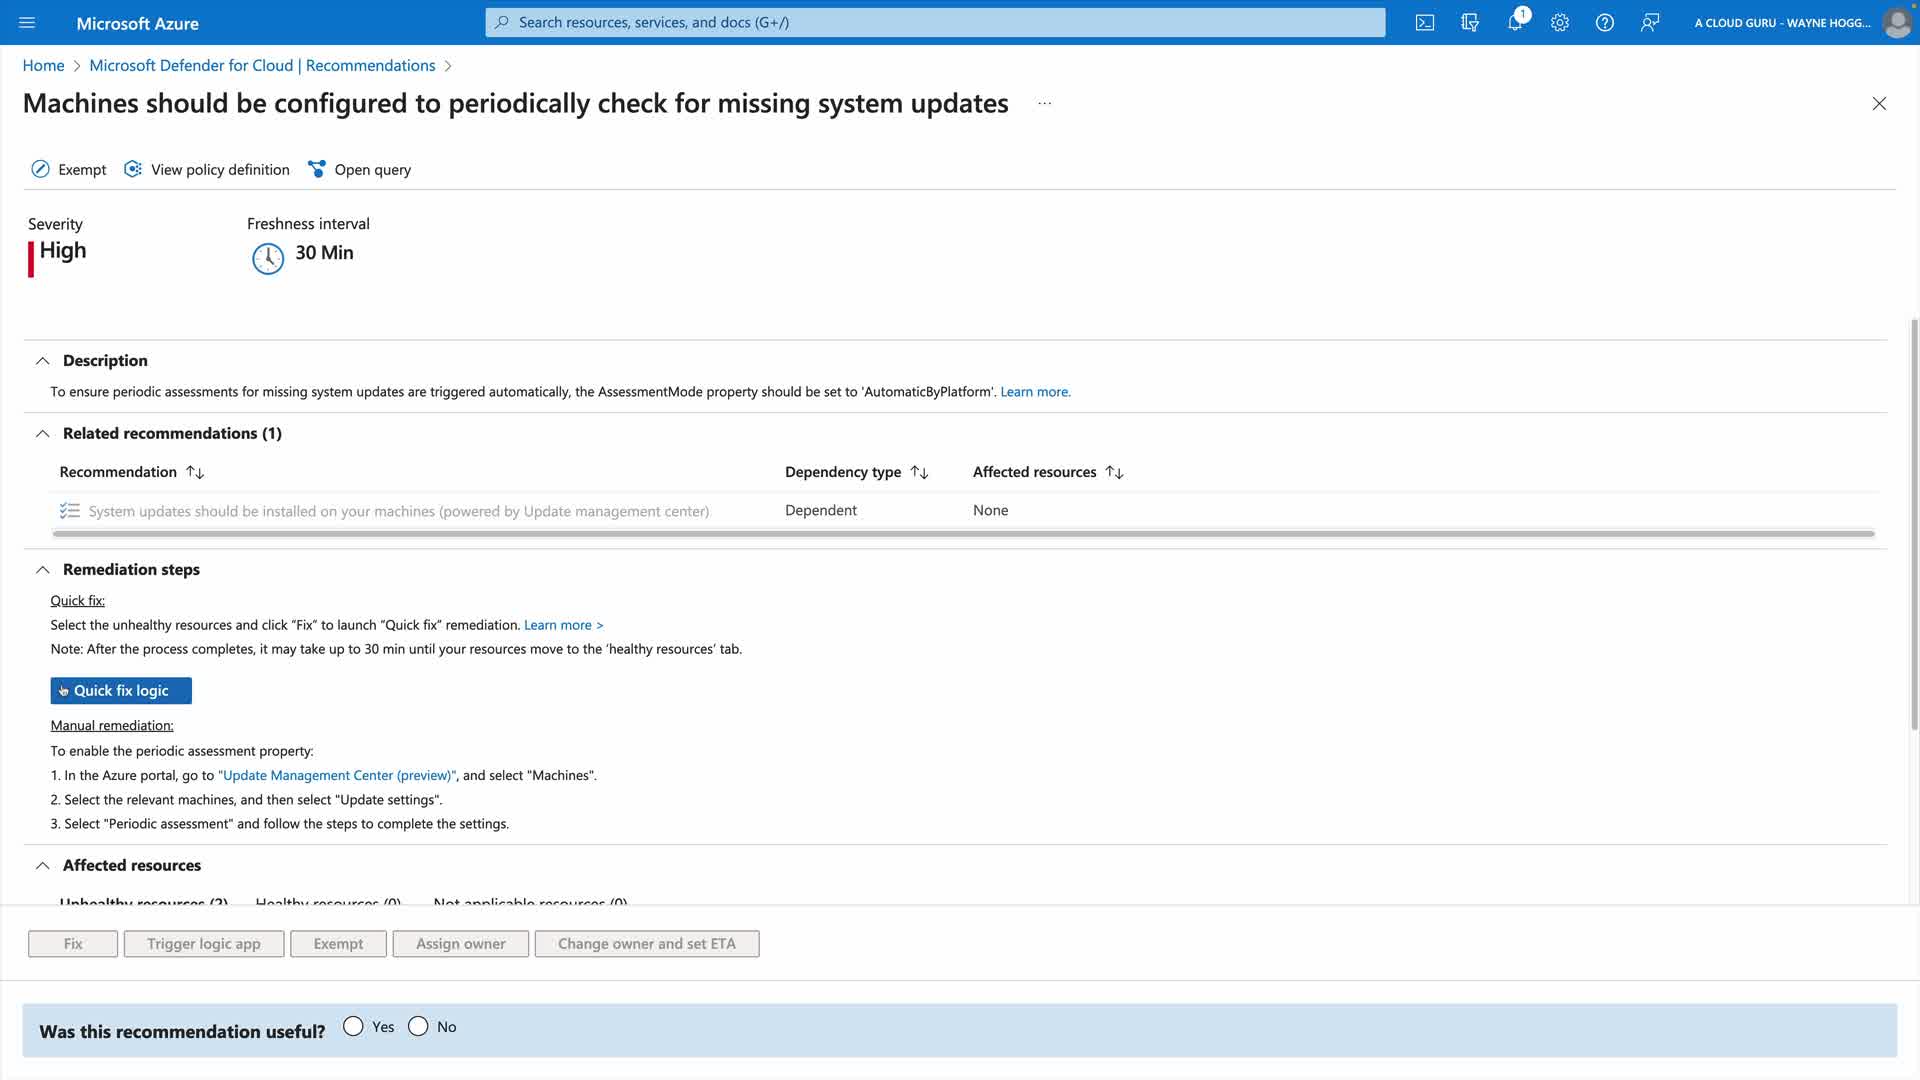 Microsoft Azure
Search resources, services, and docs (G+/)
1
A CLOUD GURU - WAYNE HOGG...
Home > Microsoft Defender for Cloud | Recommendations >
Machines should be configured to periodically check for missing system updates ...
Exempt
View policy definition
Open query
Severity
High
Freshness interval
30 Min
Description
To ensure periodic assessments for missing system updates are triggered automatically, the AssessmentMode property should be set to 'AutomaticByPlatform'. Learn more.
Related recommendations (1)
Recommendation ↑↓ Dependency type ↑↓ Affected resources ↑↓
System updates should be installed on your machines (powered by Update management center) Dependent None
Remediation steps
Quick fix:
Select the unhealthy resources and click "Fix" to launch "Quick fix" remediation. Learn more >
Note: After the process completes, it may take up to 30 min until your resources move to the 'healthy resources' tab.
Quick fix logic
Manual remediation:
To enable the periodic assessment property:
1. In the Azure portal, go to "Update Management Center (preview)", and select "Machines".
2. Select the relevant machines, and then select "Update settings".
3. Select "Periodic assessment" and follow the steps to complete the settings.
Affected resources
Unhealthy resources (2) Healthy resources (0) Not applicable resources (0)
Fix
Trigger logic app
Exempt
Assign owner
Change owner and set ETA
Was this recommendation useful? Yes No